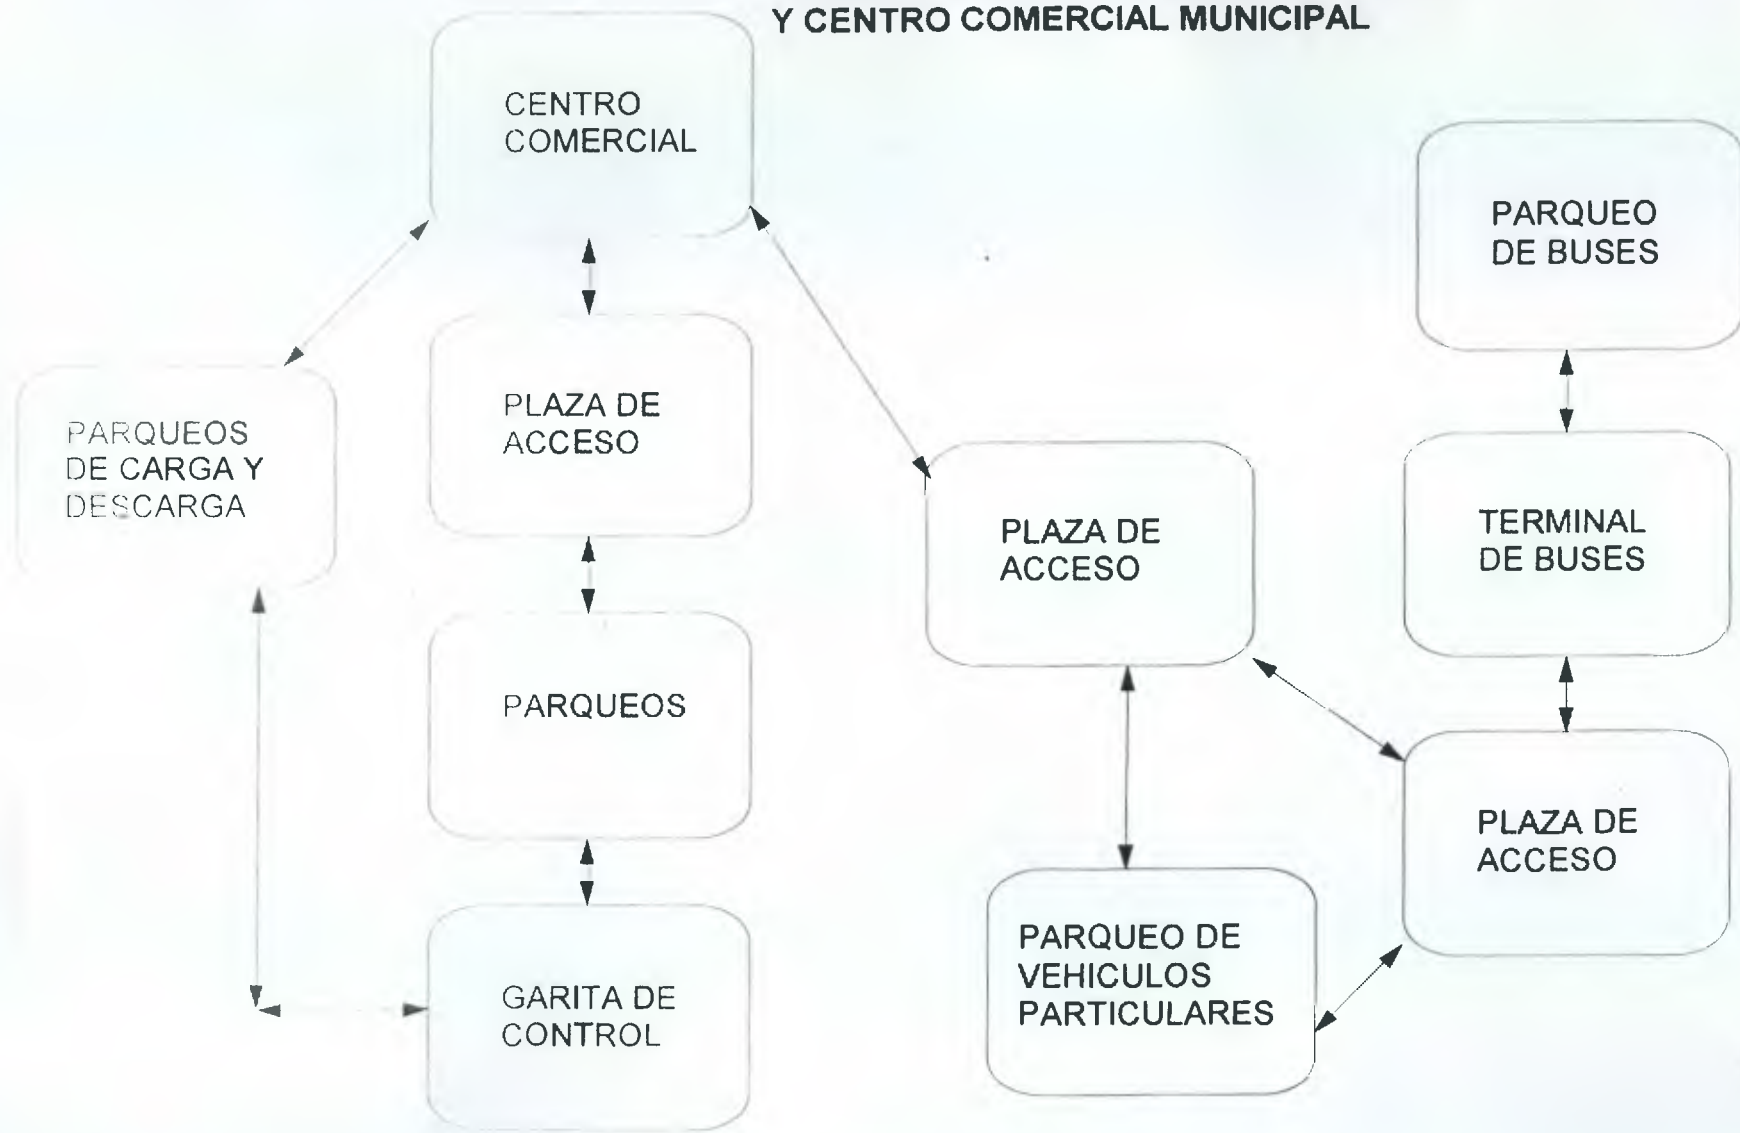 Y CENTRO COMERCIAL MUNICIPAL
CENTRO
COMERCIAL
PARQUEO
DE BUSES
PLAZA DE
ACCESO
PARQUEOS
DE CARGA Y
DESCARGA
PLAZA DE
ACCESO
TERMINAL
DE BUSES
PARQUEOS
PLAZA DE
ACCESO
PARQUEO DE
VEHICULOS
PARTICULARES
GARITA DE
CONTROL